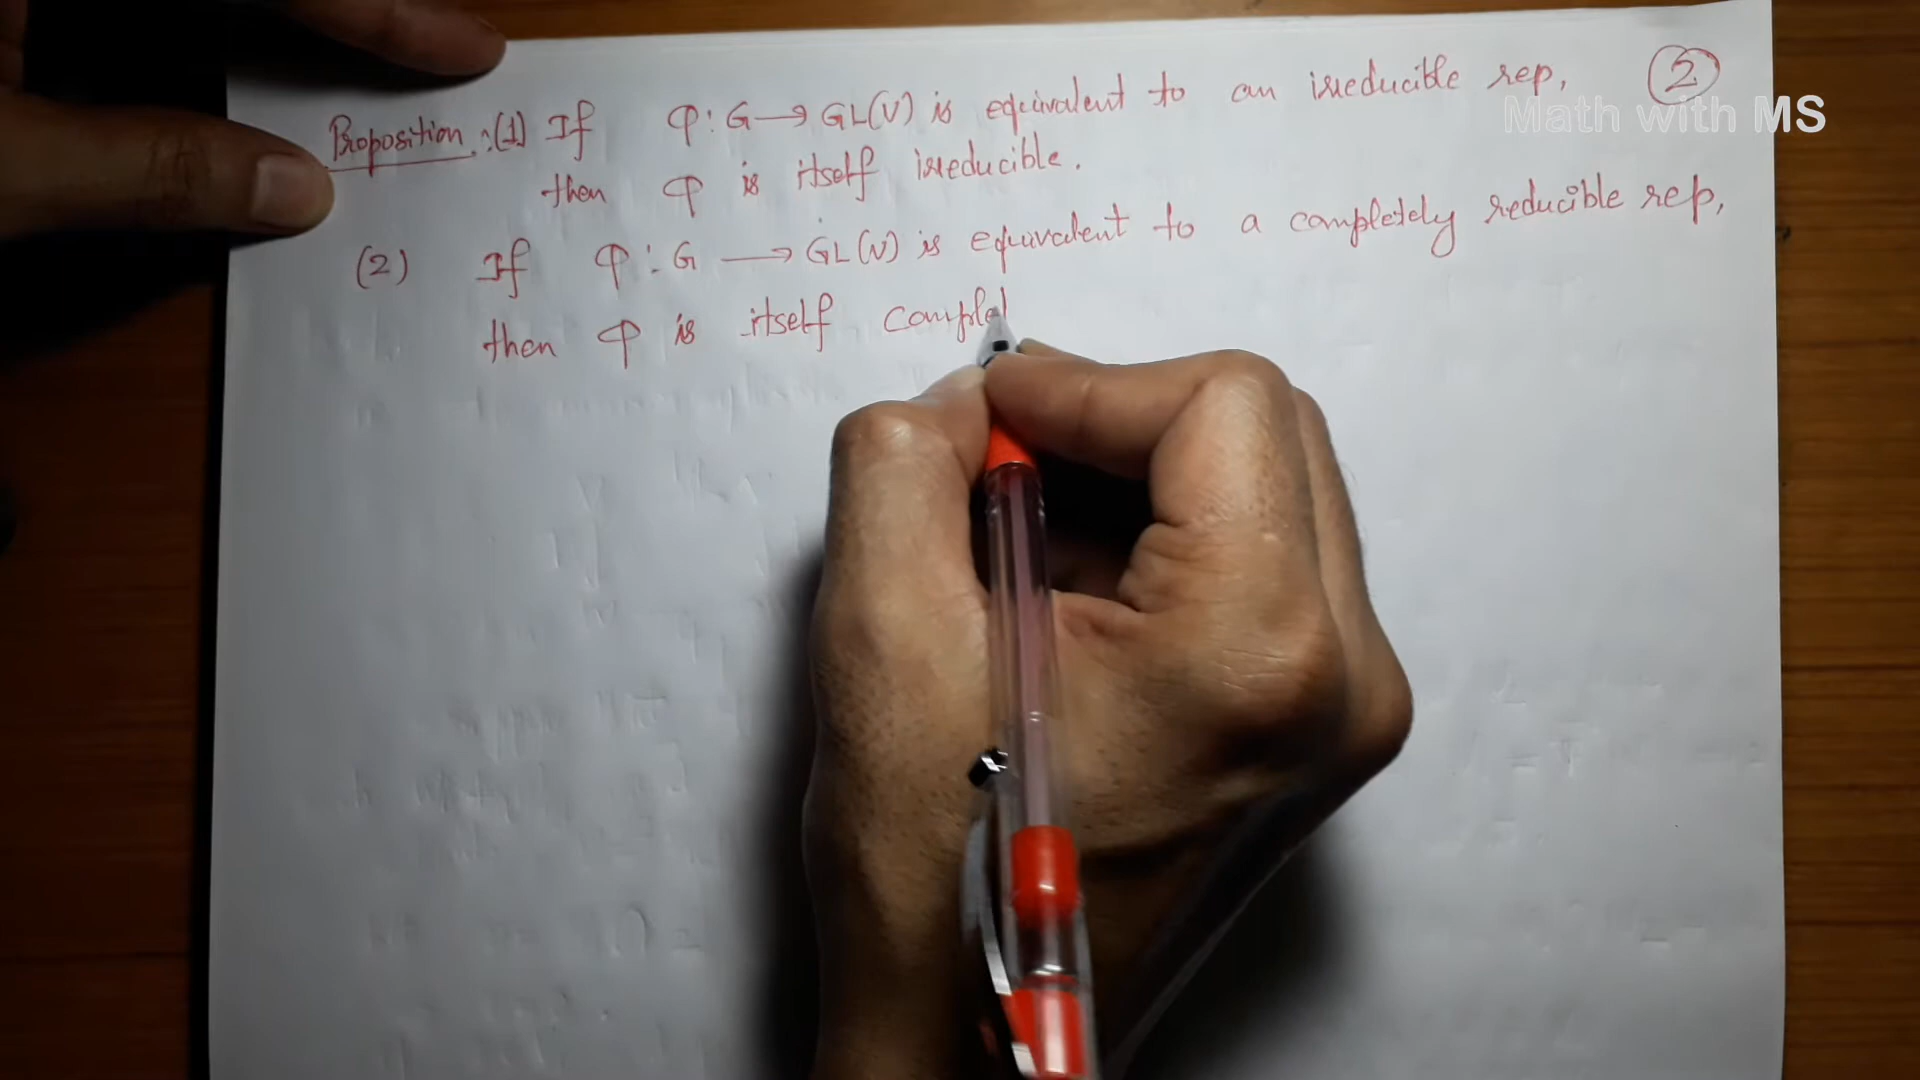 Proposition :(1) If φ: G → GL(V) is equivalent to an irreducible rep, (2)
Math with MS
then φ is itself irreducible.
(2) If φ: G → GL(V) is equivalent to a completely reducible rep,
then φ is itself complet